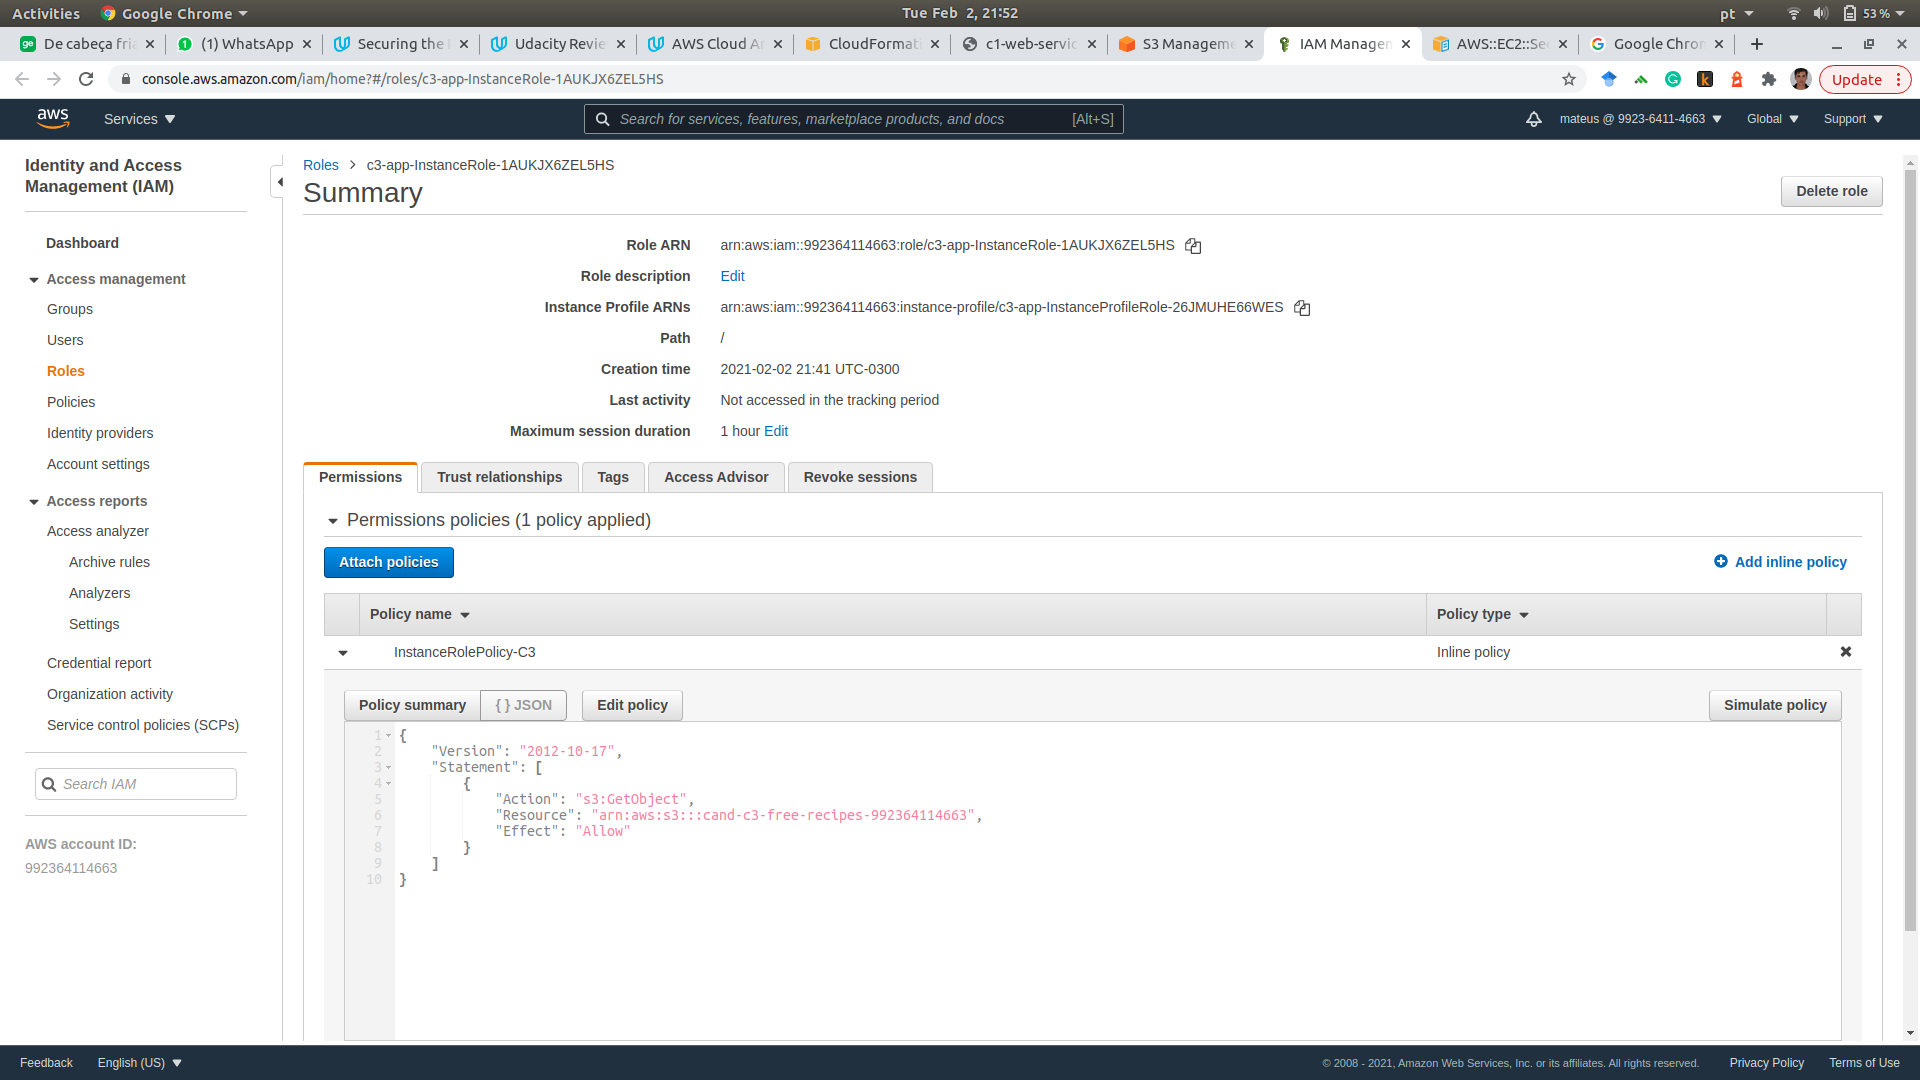 Activities Google Chrome Tue Feb 2, 21:52 pt 53 %
De cabeça fria (1) WhatsApp Securing the Udacity Revie AWS Cloud A CloudFormat c1-web-servic S3 Manageme IAM Managem AWS::EC2::Sec Google Chrom
console.aws.amazon.com/iam/home?#/roles/c3-app-InstanceRole-1AUKJX6ZEL5HS Update
aws Services Search for services, features, marketplace products, and docs [Alt+S] mateus @ 9923-6411-4663 Global Support
Identity and Access
Management (IAM)
Dashboard
Access management
Groups
Users
Roles
Policies
Identity providers
Account settings
Access reports
Access analyzer
Archive rules
Analyzers
Settings
Credential report
Organization activity
Service control policies (SCPs)
Search IAM
AWS account ID:
992364114663
Roles c3-app-InstanceRole-1AUKJX6ZEL5HS
Summary
Delete role
Role ARN arn:aws:iam::992364114663:role/c3-app-InstanceRole-1AUKJX6ZEL5HS
Role description Edit
Instance Profile ARNs arn:aws:iam::992364114663:instance-profile/c3-app-InstanceProfileRole-26JMUHE66WES
Path /
Creation time 2021-02-02 21:41 UTC-0300
Last activity Not accessed in the tracking period
Maximum session duration 1 hour Edit
Permissions Trust relationships Tags Access Advisor Revoke sessions
Permissions policies (1 policy applied)
Attach policies Add inline policy
Policy name Policy type
InstanceRolePolicy-C3 Inline policy
Policy summary { } JSON Edit policy Simulate policy
1 {
2 "Version": "2012-10-17",
3 "Statement": [
4 {
5 "Action": "s3:GetObject",
6 "Resource": "arn:aws:s3:::cand-c3-free-recipes-992364114663",
7 "Effect": "Allow"
8 }
9 ]
10 }
Feedback English (US) © 2008 - 2021, Amazon Web Services, Inc. or its affiliates. All rights reserved. Privacy Policy Terms of Use